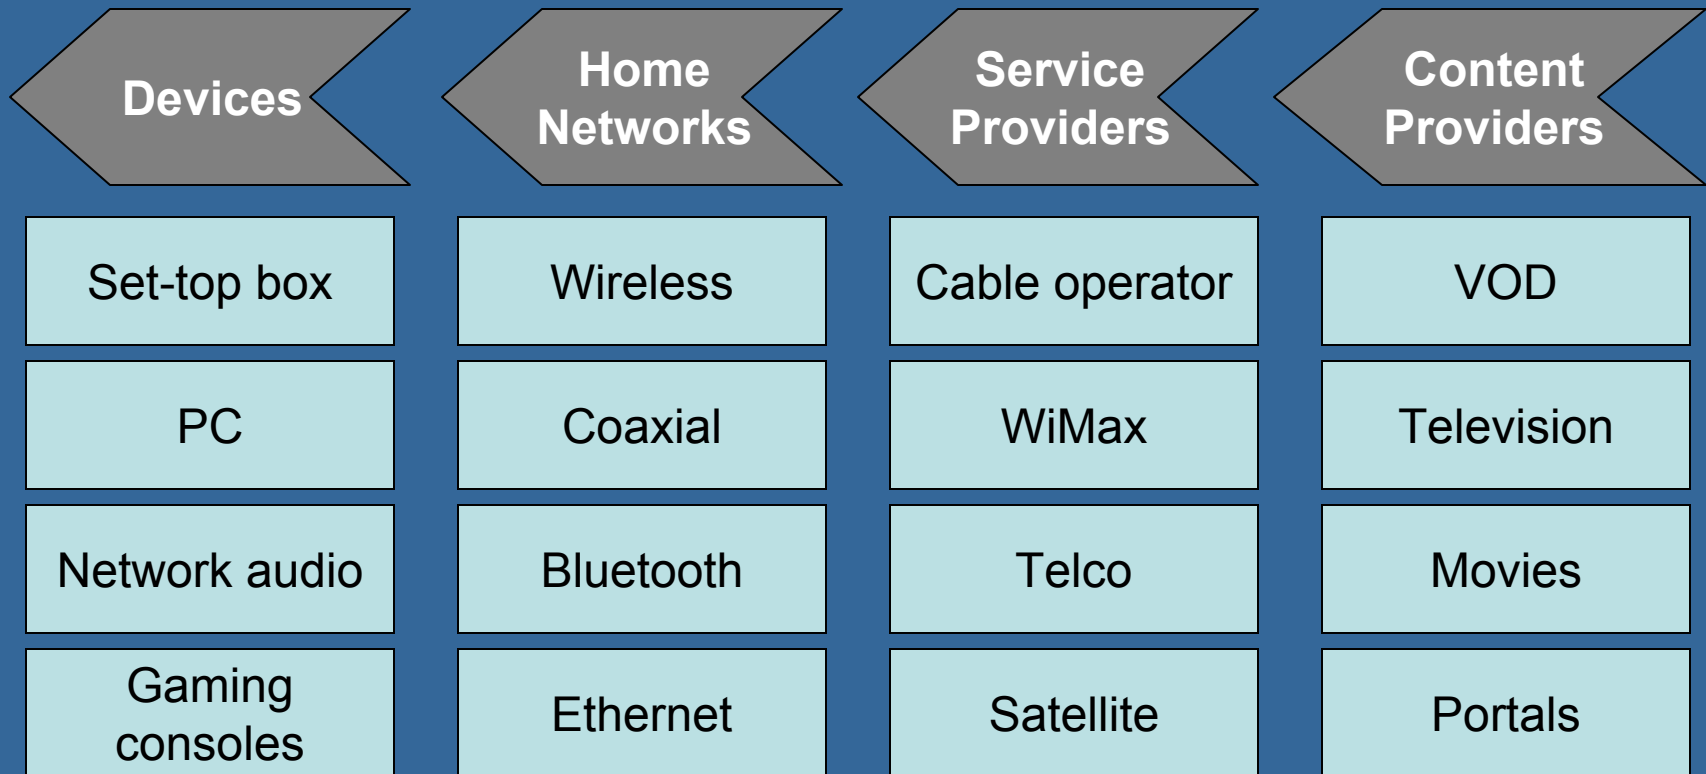 Devices
Home
Networks
Service
Providers
Content
Providers
Set-top box
Wireless
Cable operator
VOD
PC
Coaxial
WiMax
Television
Network audio
Bluetooth
Telco
Movies
Gaming
consoles
Ethernet
Satellite
Portals